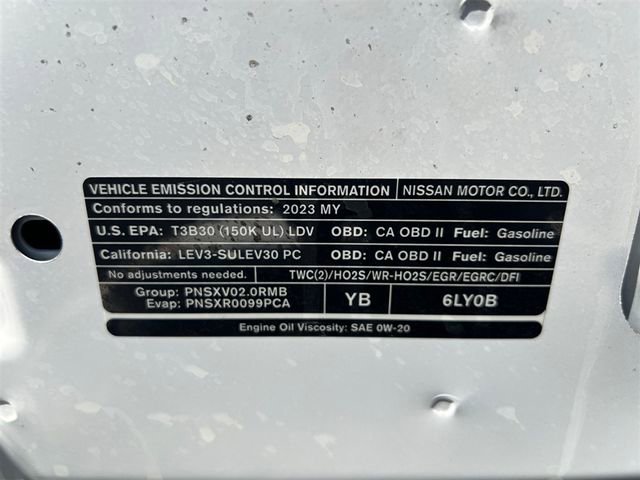 VEHICLE EMISSION CONTROL INFORMATION NISSAN MOTOR CO., LTD.
Conforms to regulations: 2023 MY
U.S. EPA: T3B30 (150K UL) LDV OBD: CA OBD II Fuel: Gasoline
California: LEV3-SULEV30 PC OBD: CA OBD II Fuel: Gasoline
No adjustments needed. TWC(2)/HO2S/WR-HO2S/EGR/EGRC/DFI
Group: PNSXV02.0RMB
Evap: PNSXR0099PCA
YB 6LY0B
Engine Oil Viscosity: SAE 0W-20